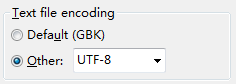 Text file encoding
Default (GBK)
Other: UTF-8